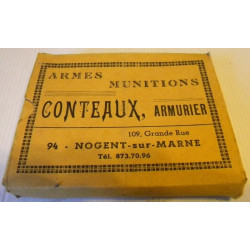 ARMES
MUNITIONS
CONTEAUX, ARMURIER
109, Grande Rue
94 - NOGENT-sur-MARNE
Tél. 873.70.96